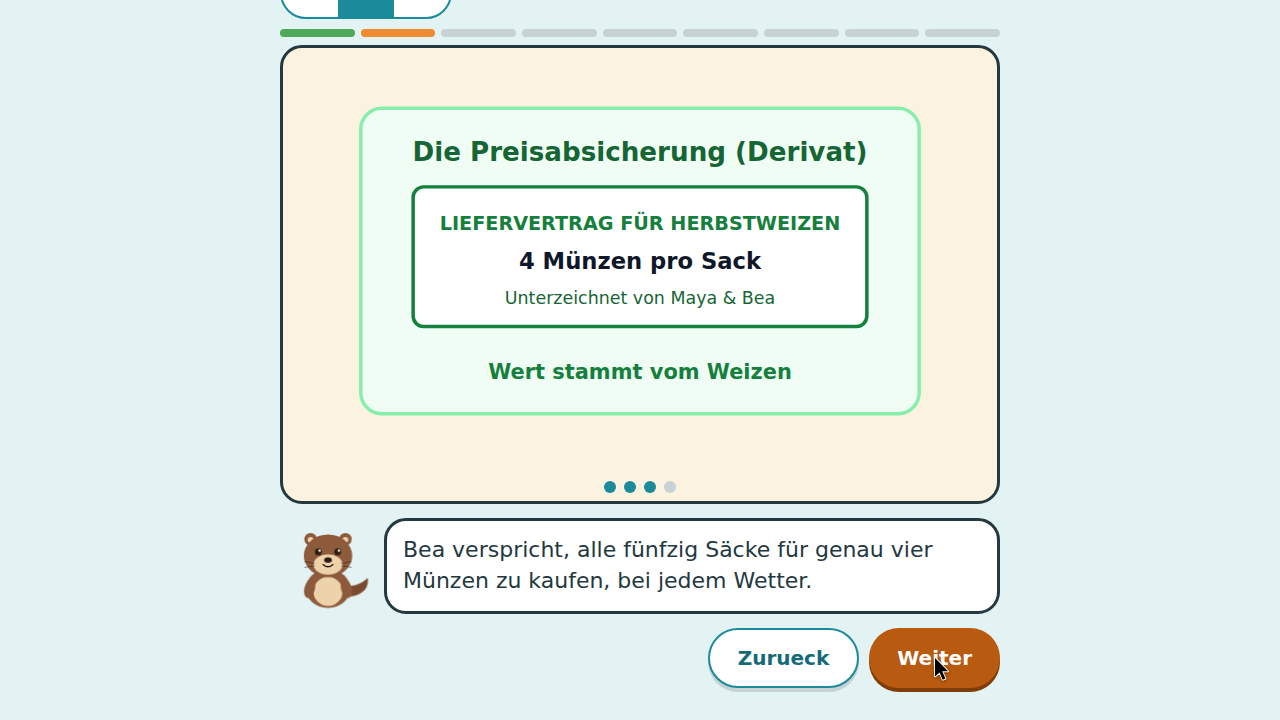 Die Preisabsicherung (Derivat)
LIEFERVERTRAG FÜR HERBSTWEIZEN
4 Münzen pro Sack
Unterzeichnet von Maya & Bea
Wert stammt vom Weizen
Bea verspricht, alle fünfzig Säcke für genau vier
Münzen zu kaufen, bei jedem Wetter.
Zurueck
Weiter